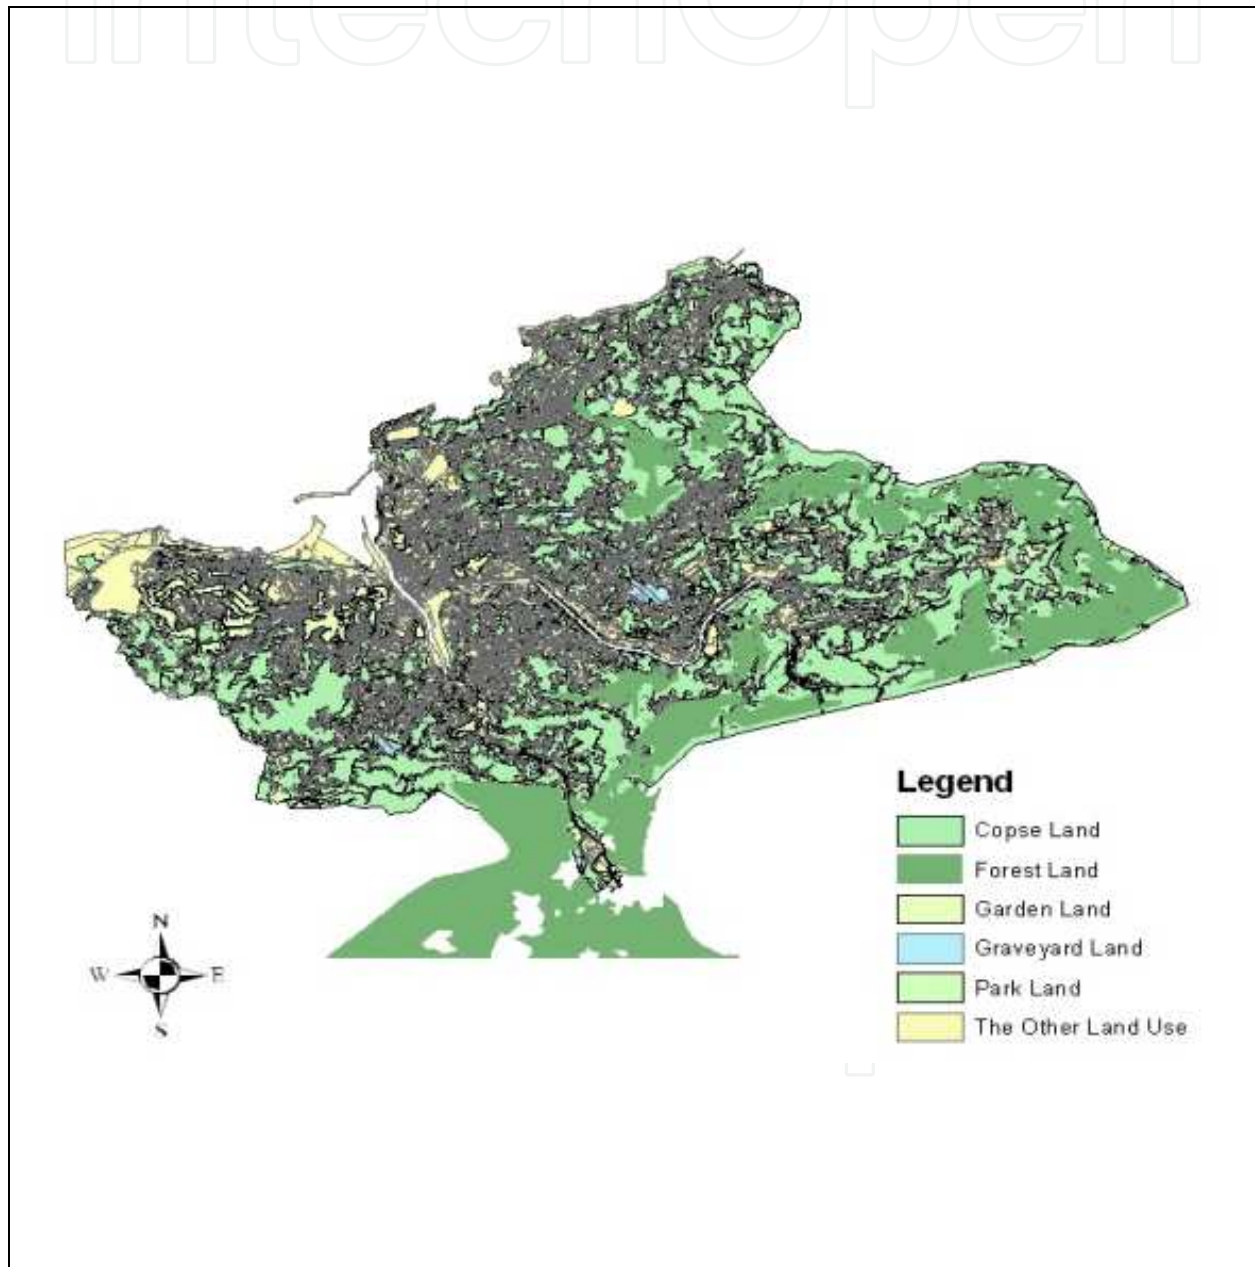 intechOpen
Legend
Copse Land
Forest Land
Garden Land
Graveyard Land
Park Land
The Other Land Use
N
W E
S